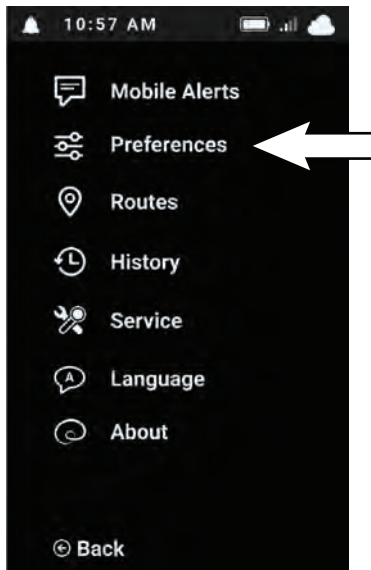 10:57 AM
Mobile Alerts
Preferences
Routes
History
Service
A Language
About
Back